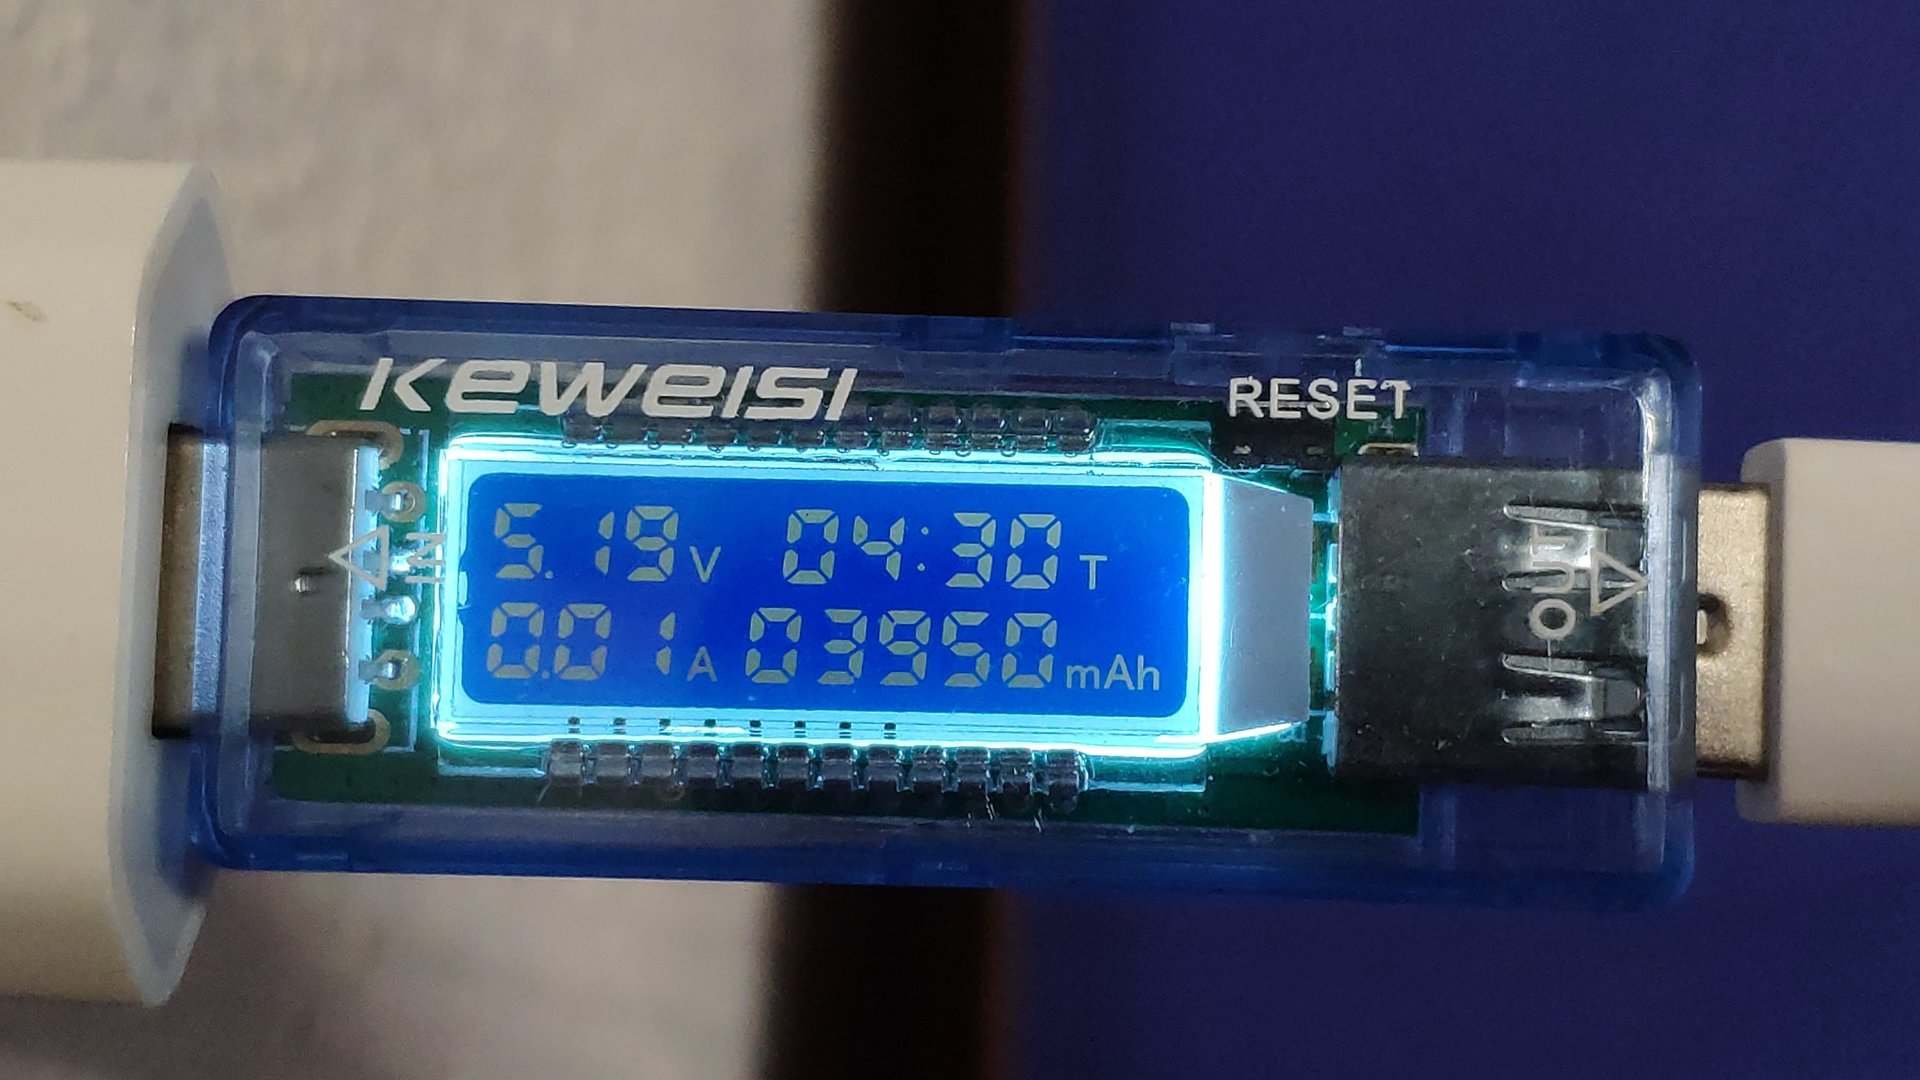 KEWEISI
RESET
IN
5.19V 04:30T
0.01A 03950mAh
OUT